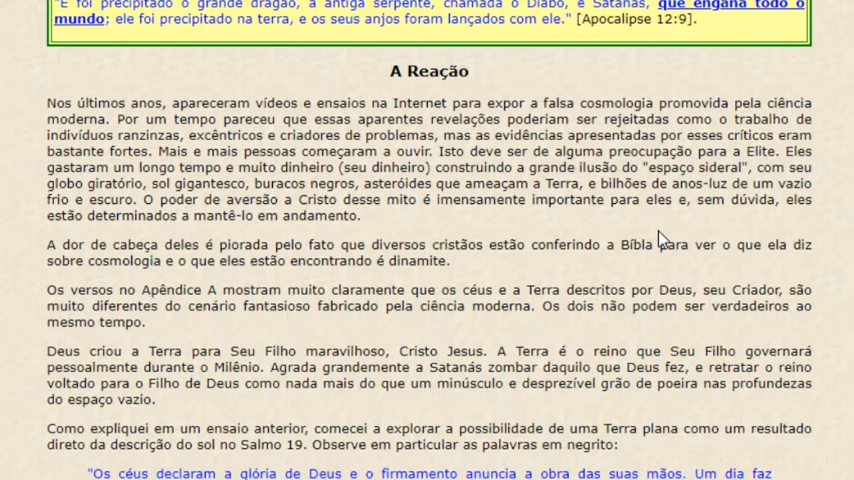 "E foi precipitado o grande dragão, a antiga serpente, chamada o Diabo, e Satanás, que engana todo o
mundo; ele foi precipitado na terra, e os seus anjos foram lançados com ele." [Apocalipse 12:9].
A Reação
Nos últimos anos, apareceram vídeos e ensaios na Internet para expor a falsa cosmologia promovida pela ciência
moderna. Por um tempo pareceu que essas aparentes revelações poderiam ser rejeitadas como o trabalho de
indivíduos ranzinzas, excêntricos e criadores de problemas, mas as evidências apresentadas por esses críticos eram
bastante fortes. Mais e mais pessoas começaram a ouvir. Isto deve ser de alguma preocupação para a Elite. Eles
gastaram um longo tempo e muito dinheiro (seu dinheiro) construindo a grande ilusão do "espaço sideral", com seu
globo giratório, sol gigantesco, buracos negros, asteróides que ameaçam a Terra, e bilhões de anos-luz de um vazio
frio e escuro. O poder de aversão a Cristo desse mito é imensamente importante para eles e, sem dúvida, eles
estão determinados a mantê-lo em andamento.
A dor de cabeça deles é piorada pelo fato que diversos cristãos estão conferindo a Bíbla para ver o que ela diz
sobre cosmologia e o que eles estão encontrando é dinamite.
Os versos no Apêndice A mostram muito claramente que os céus e a Terra descritos por Deus, seu Criador, são
muito diferentes do cenário fantasioso fabricado pela ciência moderna. Os dois não podem ser verdadeiros ao
mesmo tempo.
Deus criou a Terra para Seu Filho maravilhoso, Cristo Jesus. A Terra é o reino que Seu Filho governará
pessoalmente durante o Milênio. Agrada grandemente a Satanás zombar daquilo que Deus fez, e retratar o reino
voltado para o Filho de Deus como nada mais do que um minúsculo e desprezível grão de poeira nas profundezas
do espaço vazio.
Como expliquei em um ensaio anterior, comecei a explorar a possibilidade de uma Terra plana como um resultado
direto da descrição do sol no Salmo 19. Observe em particular as palavras em negrito:
"Os céus declaram a glória de Deus e o firmamento anuncia a obra das suas mãos. Um dia faz